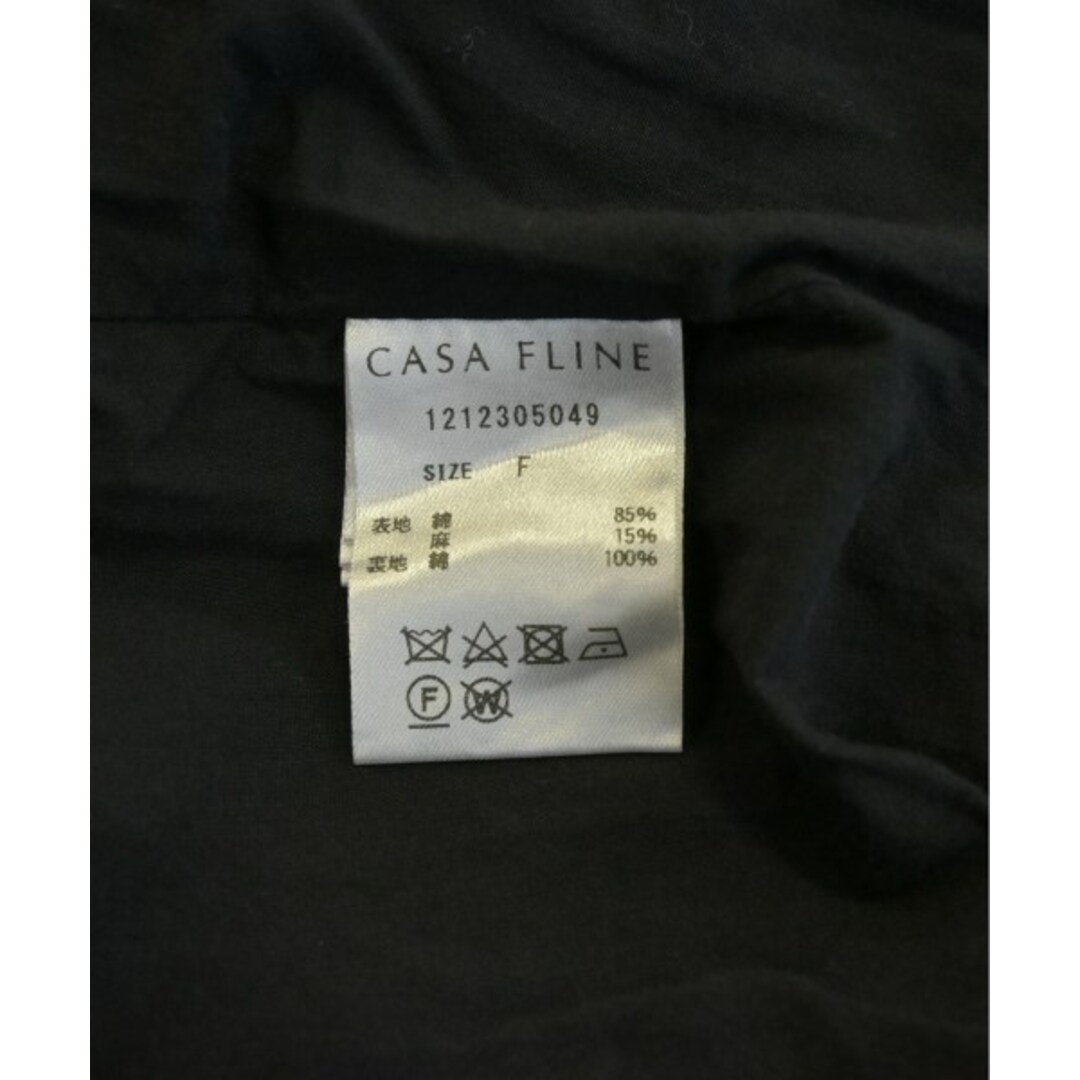 CASA FLINE
1212305049
SIZE F
表地 綿 85%
麻 15%
裏地 綿 100%
F W